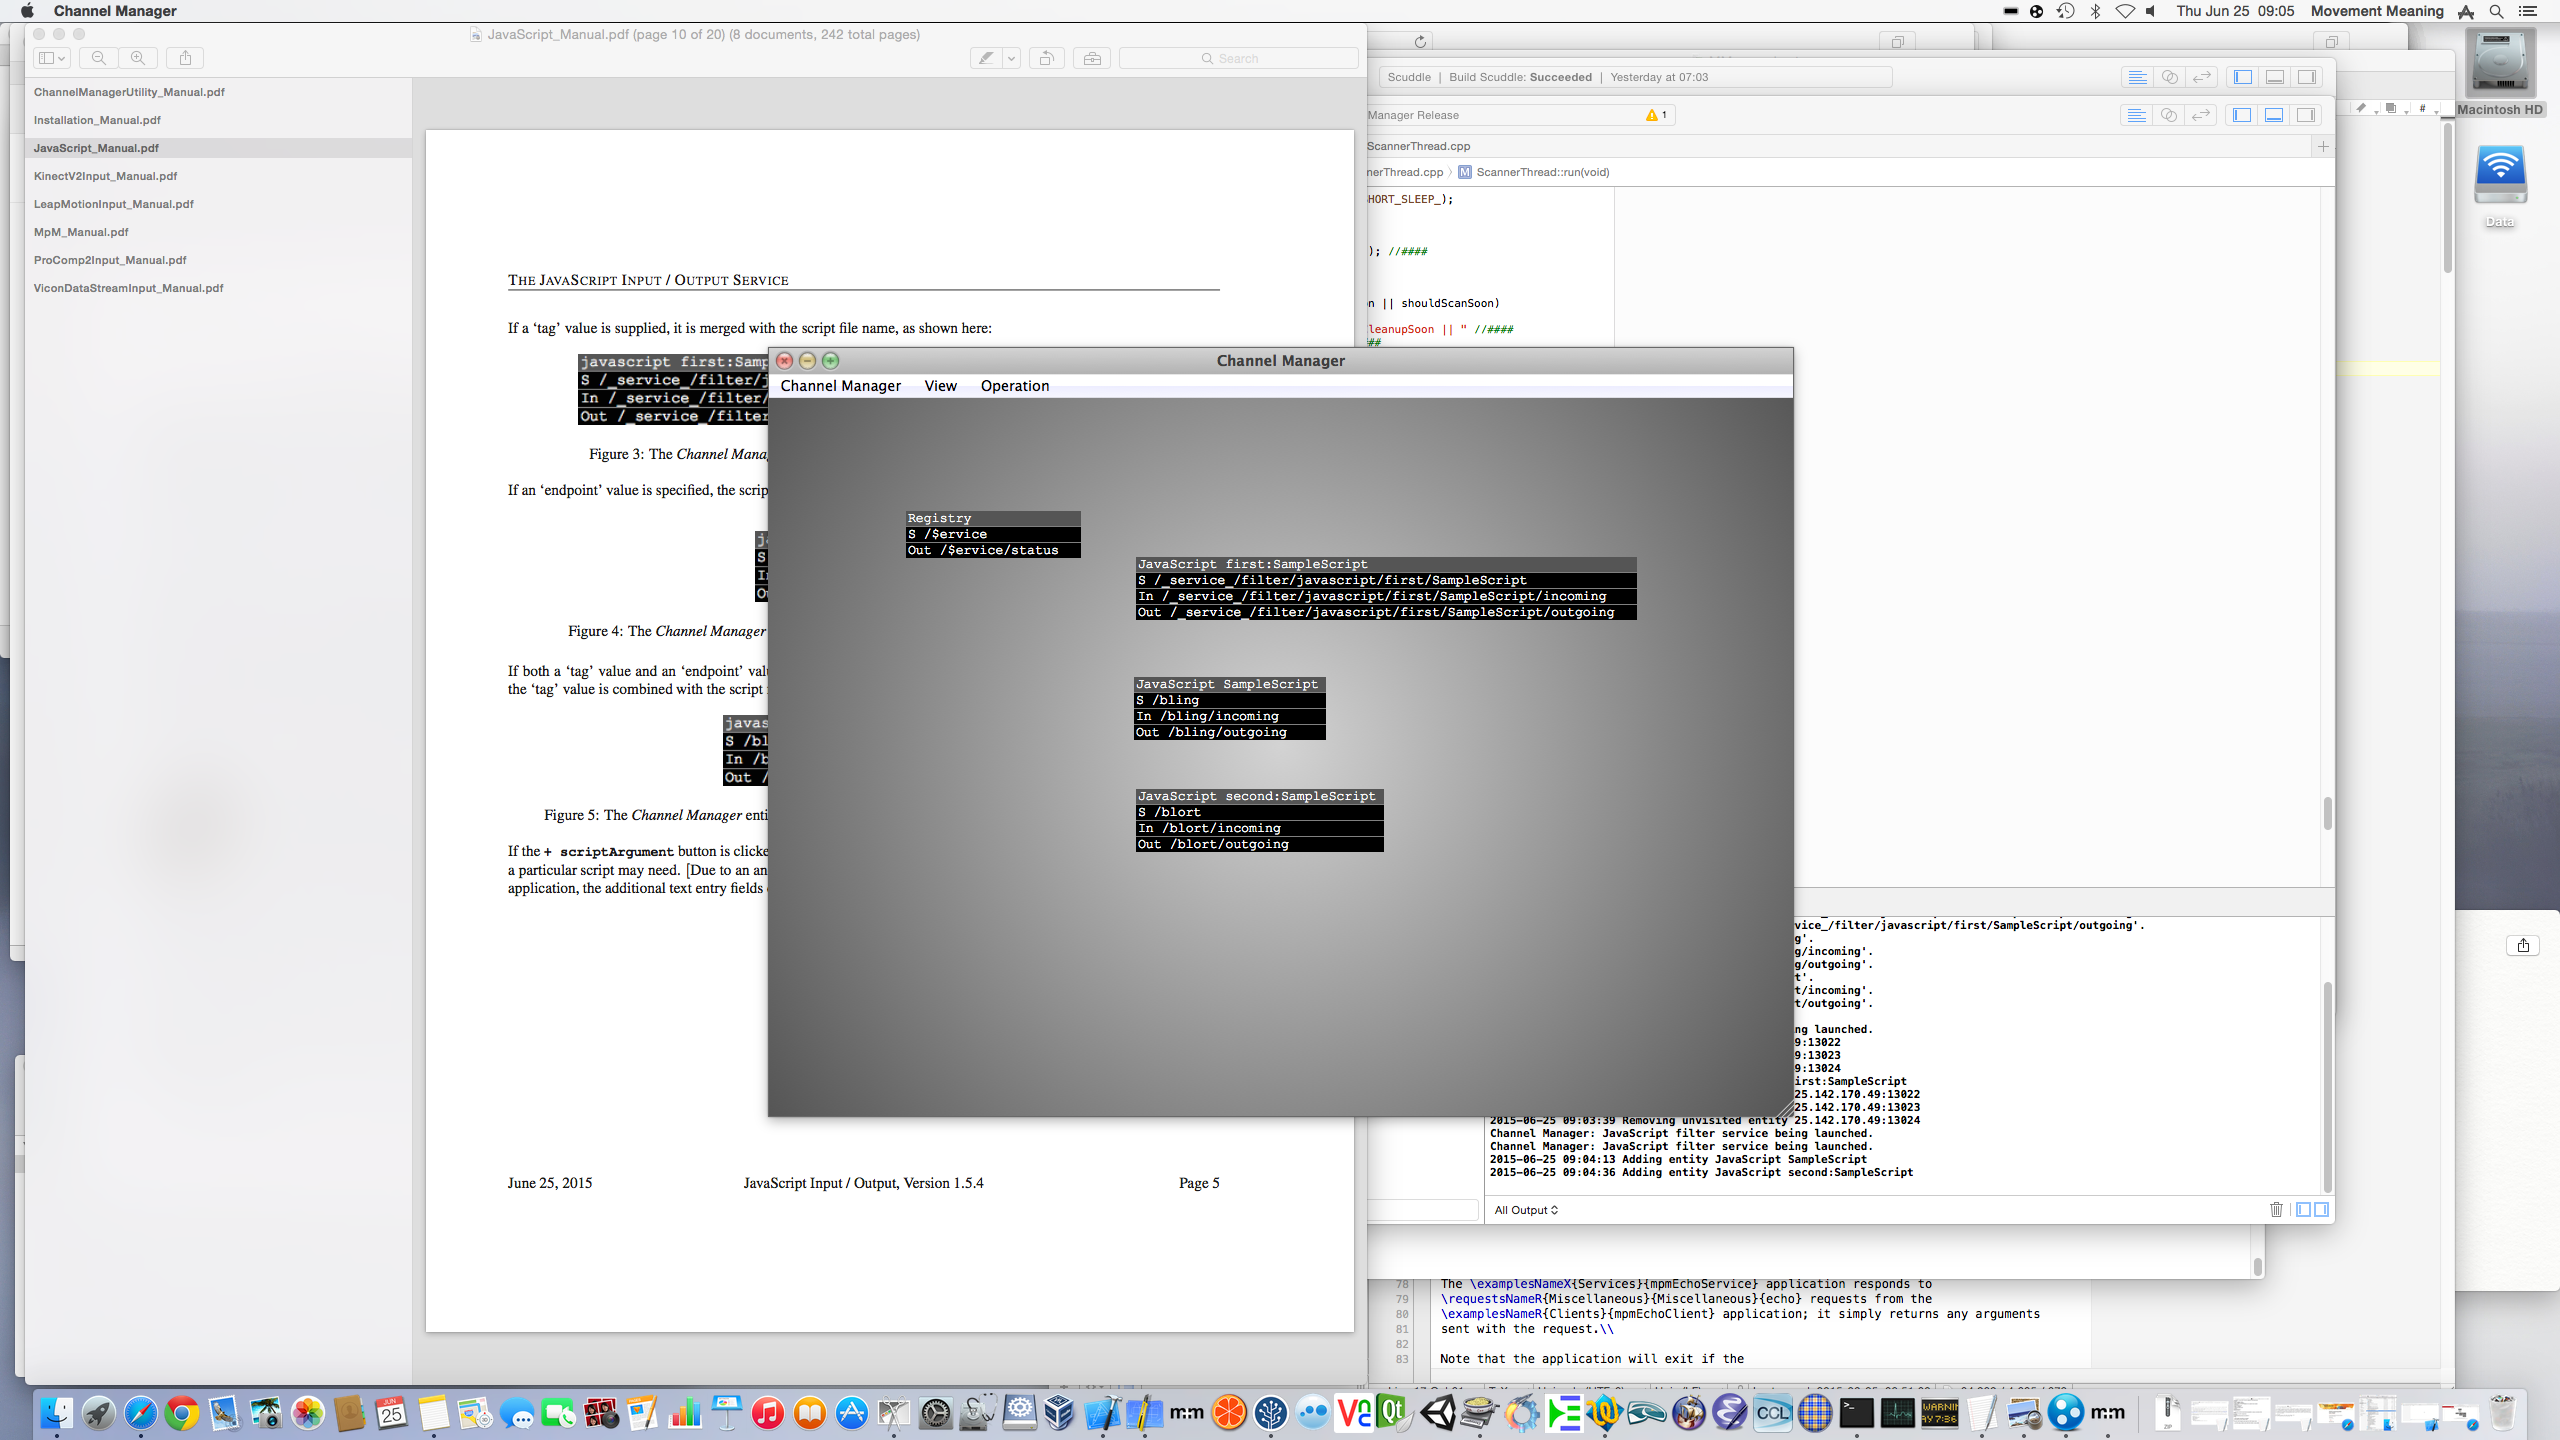 Channel Manager
Thu Jun 25 09:05 Movement Meaning
JavaScript_Manual.pdf (page 10 of 20) (8 documents, 242 total pages)
Search
ChannelManagerUtility_Manual.pdf
Installation_Manual.pdf
JavaScript_Manual.pdf
KinectV2Input_Manual.pdf
LeapMotionInput_Manual.pdf
MpM_Manual.pdf
ProComp2Input_Manual.pdf
ViconDataStreamInput_Manual.pdf
THE JAVASCRIPT INPUT / OUTPUT SERVICE
If a ‘tag’ value is supplied, it is merged with the script file name, as shown here:
javascript first:Samp
S /_service_/filter/j
In /_service_/filter/
Out /_service_/filter
Figure 3: The Channel Mana
If an ‘endpoint’ value is specified, the scrip
Figure 4: The Channel Manager
If both a ‘tag’ value and an ‘endpoint’ val
the ‘tag’ value is combined with the script
javas
S /bl
In /b
Out /
Figure 5: The Channel Manager enti
If the + scriptArgument button is clicke
a particular script may need. [Due to an an
application, the additional text entry fields
June 25, 2015 JavaScript Input / Output, Version 1.5.4 Page 5
Channel Manager
Channel Manager View Operation
Registry
S /$ervice
Out /$ervice/status
JavaScript first:SampleScript
S /_service_/filter/javascript/first/SampleScript
In /_service_/filter/javascript/first/SampleScript/incoming
Out /_service_/filter/javascript/first/SampleScript/outgoing
JavaScript SampleScript
S /bling
In /bling/incoming
Out /bling/outgoing
JavaScript second:SampleScript
S /blort
In /blort/incoming
Out /blort/outgoing
Scuddle | Build Scuddle: Succeeded | Yesterday at 07:03
Manager Release 1
ScannerThread.cpp
nerThread.cpp M ScannerThread::run(void)
HORT_SLEEP_);
); //####
n || shouldScanSoon)
leanupSoon || " //####
##
vice_/filter/javascript/first/SampleScript/outgoing'.
g'.
g/incoming'.
g/outgoing'.
t'.
t/incoming'.
t/outgoing'.
ng launched.
9:13022
9:13023
9:13024
irst:SampleScript
25.142.170.49:13022
25.142.170.49:13023
2015-06-25 09:03:39 Removing unvisited entity 25.142.170.49:13024
Channel Manager: JavaScript filter service being launched.
Channel Manager: JavaScript filter service being launched.
2015-06-25 09:04:13 Adding entity JavaScript SampleScript
2015-06-25 09:04:36 Adding entity JavaScript second:SampleScript
All Output
78 The \examplesNameX{Services}{mpmEchoService} application responds to
79 \requestsNameR{Miscellaneous}{Miscellaneous}{echo} requests from the
80 \examplesNameR{Clients}{mpmEchoClient} application; it simply returns any arguments
81 sent with the request.\\
82
83 Note that the application will exit if the
Macintosh HD
Data
JUN
25
m:m
VNC
Qt
CCL
WARNIN
AY 7:36
m:m
ZIP